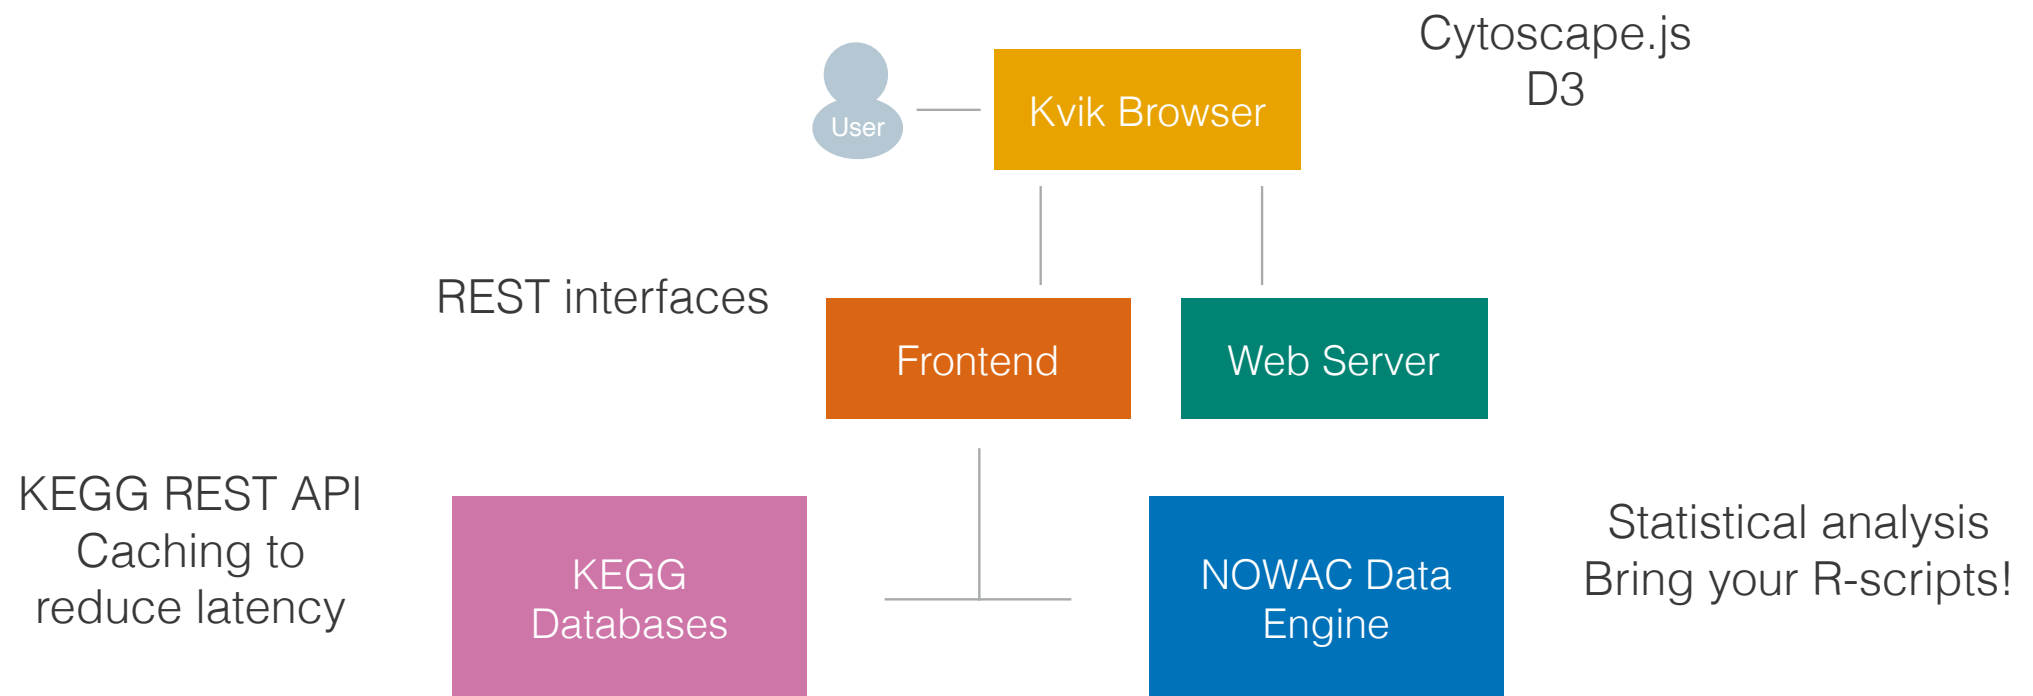 Cytoscape.js
D3
User
Kvik Browser
REST interfaces
Frontend
Web Server
KEGG REST API
Caching to
reduce latency
KEGG
Databases
NOWAC Data
Engine
Statistical analysis
Bring your R-scripts!